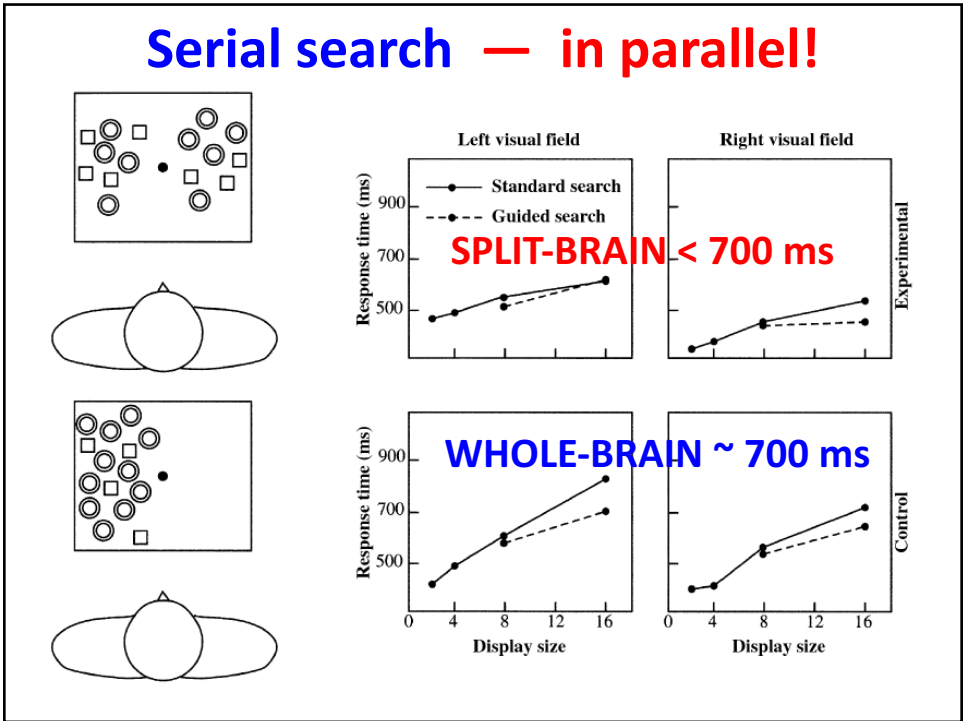 Serial search — in parallel!
Left visual field
Right visual field
Response time (ms)
900
700
500
Standard search
Guided search
SPLIT-BRAIN < 700 ms
Experimental
Response time (ms)
900
700
500
WHOLE-BRAIN ~ 700 ms
Control
0 4 8 12 16
0 4 8 12 16
Display size
Display size